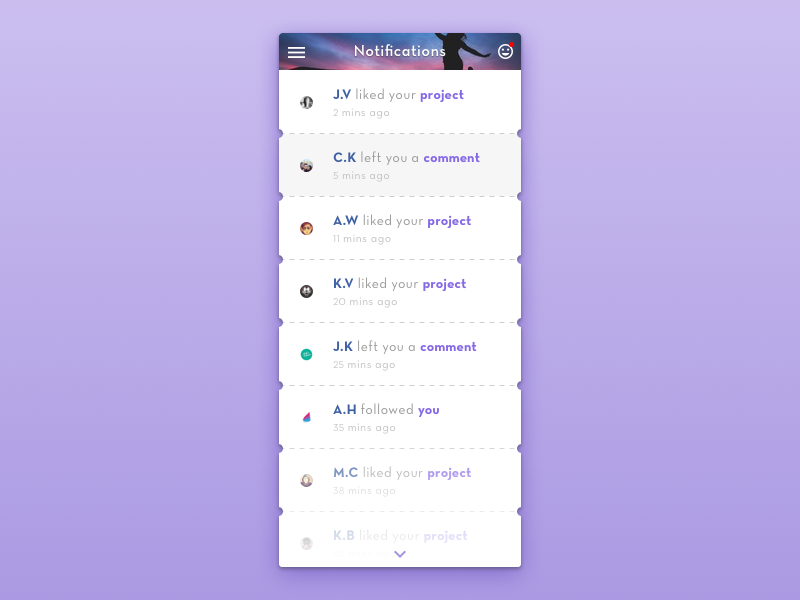 Notifications
J.V liked your project
2 mins ago
C.K left you a comment
5 mins ago
A.W liked your project
11 mins ago
K.V liked your project
20 mins ago
J.K left you a comment
25 mins ago
A.H followed you
35 mins ago
M.C liked your project
38 mins ago
K.B liked your project